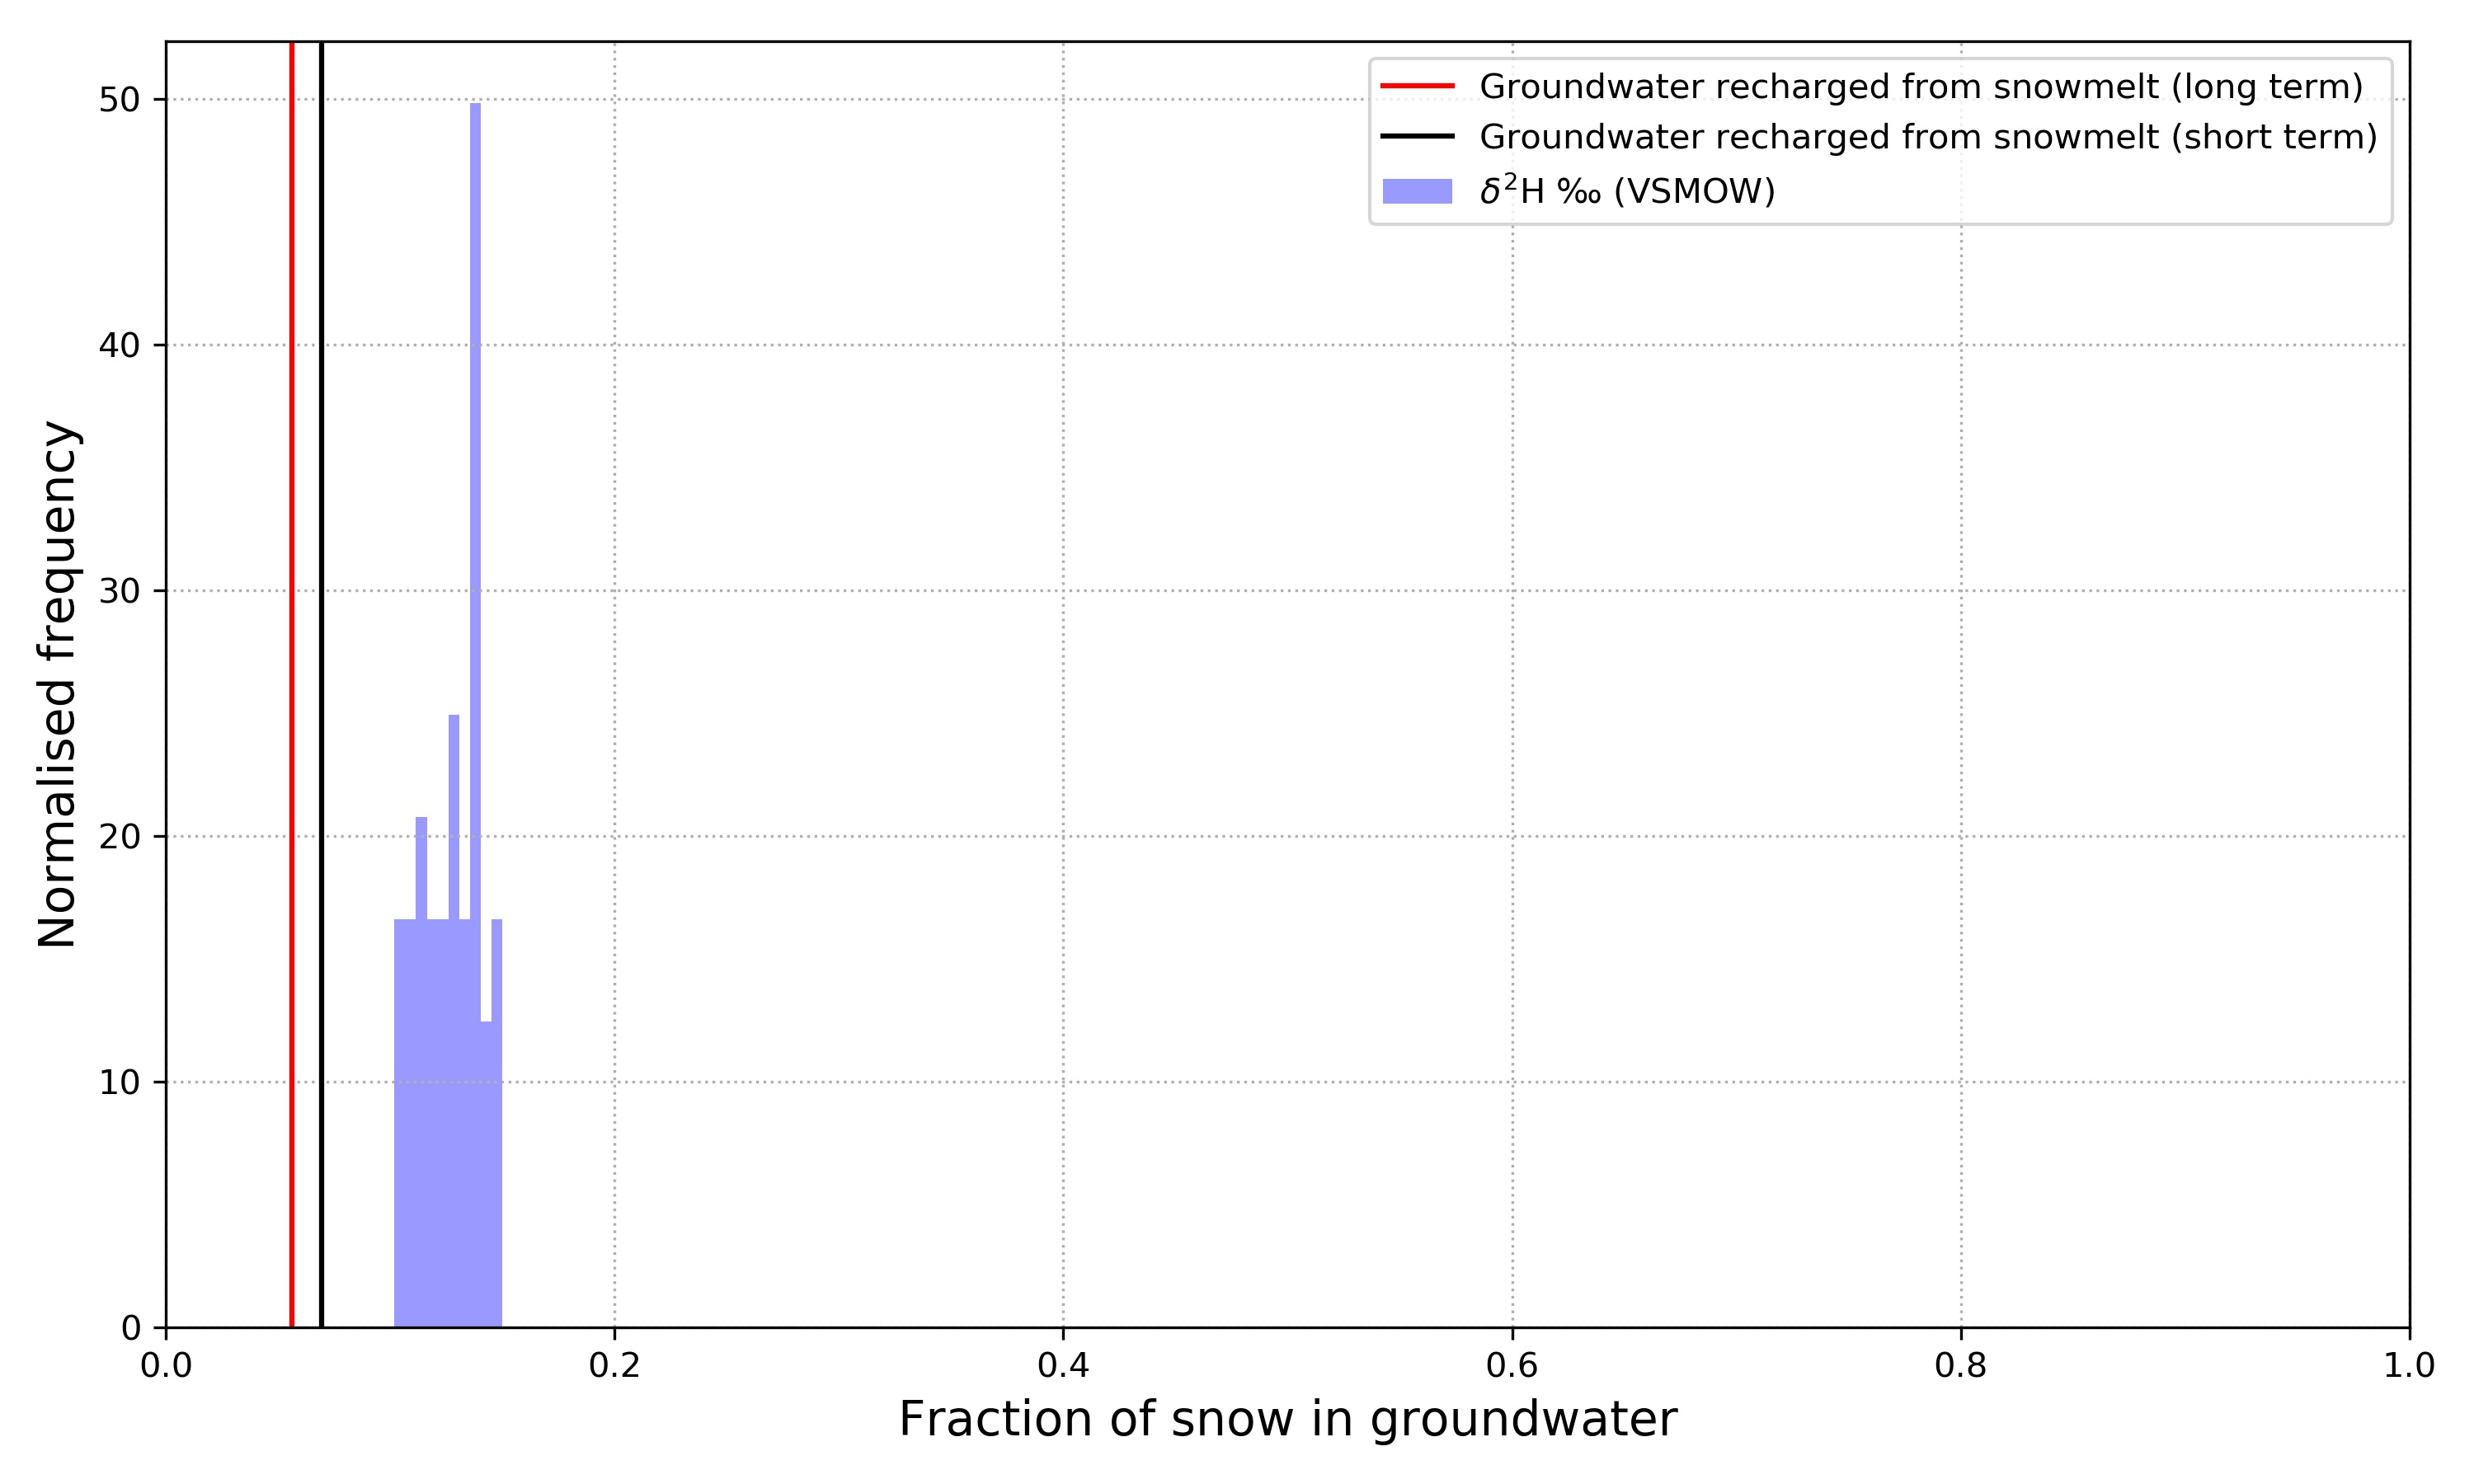 Groundwater recharged from snowmelt (long term)
Groundwater recharged from snowmelt (short term)
δ²H ‰ (VSMOW)
Normalised frequency
50
40
30
20
10
0
0.0 0.2 0.4 0.6 0.8 1.0
Fraction of snow in groundwater